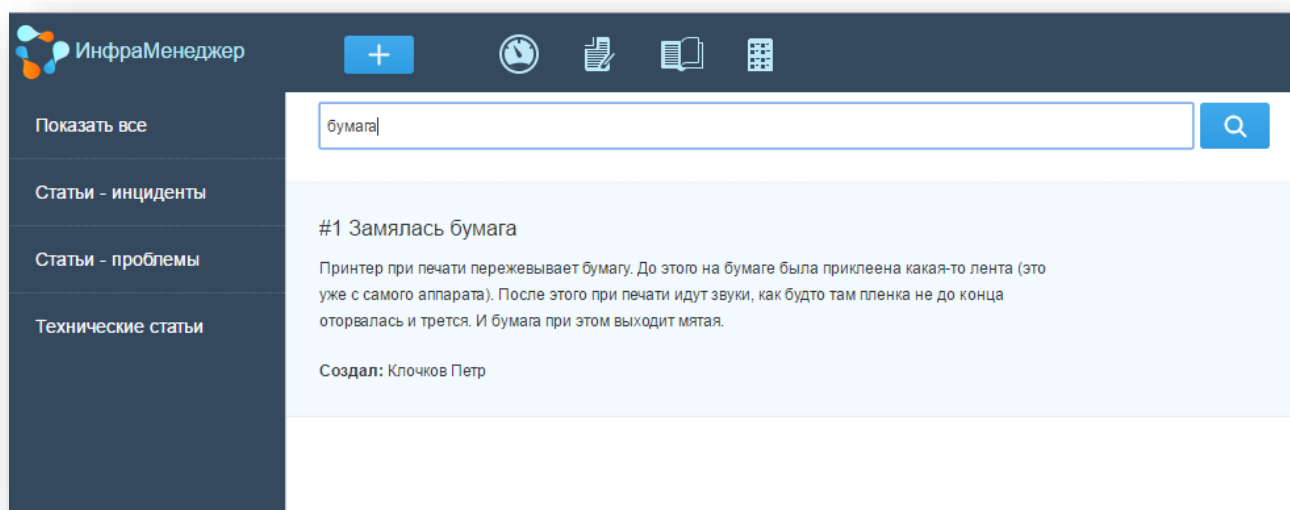 ИнфраМенеджер
Показать все
Статьи - инциденты
Статьи - проблемы
Технические статьи
бумага
#1 Замялась бумага
Принтер при печати пережевывает бумагу. До этого на бумаге была приклеена какая-то лента (это
уже с самого аппарата). После этого при печати идут звуки, как будто там пленка не до конца
оторвалась и трется. И бумага при этом выходит мятая.
Создал: Клочков Петр